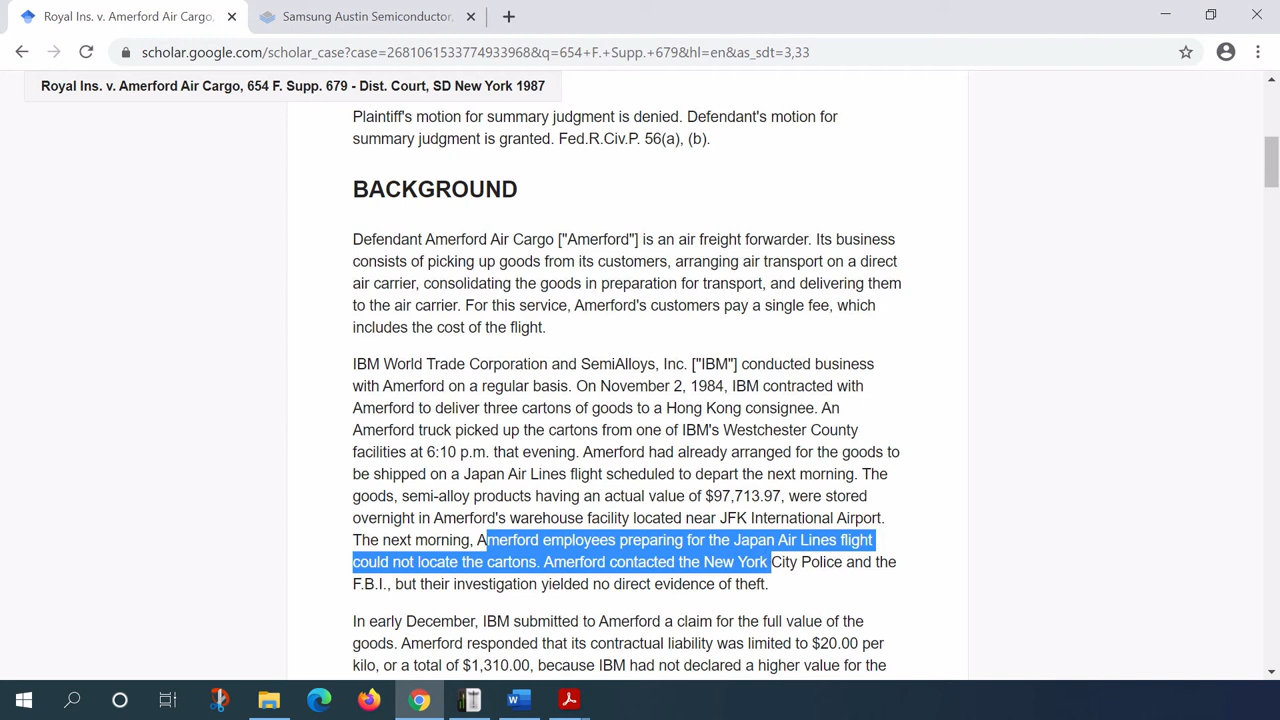 Royal Ins. v. Amerford Air Cargo,
Samsung Austin Semiconductor,
scholar.google.com/scholar_case?case=2681061533774933968&q=654+F.+Supp.+679&hl=en&as_sdt=3,33
Royal Ins. v. Amerford Air Cargo, 654 F. Supp. 679 - Dist. Court, SD New York 1987
Plaintiff's motion for summary judgment is denied. Defendant's motion for
summary judgment is granted. Fed.R.Civ.P. 56(a), (b).
BACKGROUND
Defendant Amerford Air Cargo ["Amerford"] is an air freight forwarder. Its business
consists of picking up goods from its customers, arranging air transport on a direct
air carrier, consolidating the goods in preparation for transport, and delivering them
to the air carrier. For this service, Amerford's customers pay a single fee, which
includes the cost of the flight.
IBM World Trade Corporation and SemiAlloys, Inc. ["IBM"] conducted business
with Amerford on a regular basis. On November 2, 1984, IBM contracted with
Amerford to deliver three cartons of goods to a Hong Kong consignee. An
Amerford truck picked up the cartons from one of IBM's Westchester County
facilities at 6:10 p.m. that evening. Amerford had already arranged for the goods to
be shipped on a Japan Air Lines flight scheduled to depart the next morning. The
goods, semi-alloy products having an actual value of $97,713.97, were stored
overnight in Amerford's warehouse facility located near JFK International Airport.
The next morning, Amerford employees preparing for the Japan Air Lines flight
could not locate the cartons. Amerford contacted the New York City Police and the
F.B.I., but their investigation yielded no direct evidence of theft.
In early December, IBM submitted to Amerford a claim for the full value of the
goods. Amerford responded that its contractual liability was limited to $20.00 per
kilo, or a total of $1,310.00, because IBM had not declared a higher value for the